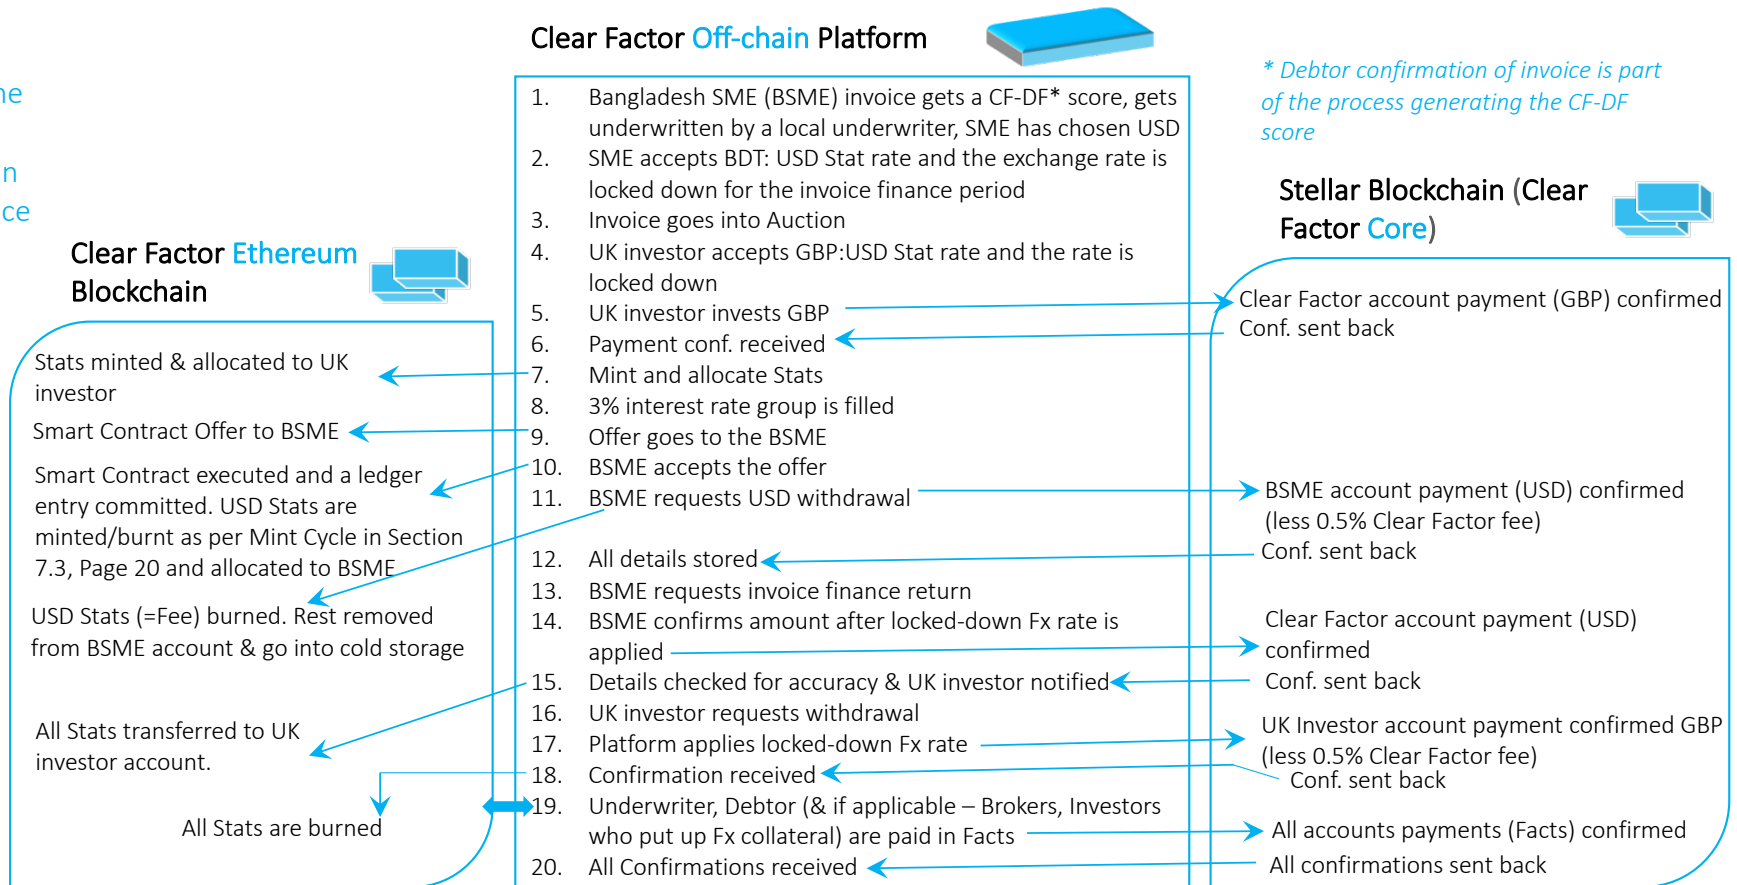 Clear Factor Off-chain Platform
* Debtor confirmation of invoice is part
of the process generating the CF-DF
score
Clear Factor Ethereum
Blockchain
Stats minted & allocated to UK
investor
Smart Contract Offer to BSME
Smart Contract executed and a ledger
entry committed. USD Stats are
minted/burnt as per Mint Cycle in Section
7.3, Page 20 and allocated to BSME
USD Stats (=Fee) burned. Rest removed
from BSME account & go into cold storage
All Stats transferred to UK
investor account.
All Stats are burned
1. Bangladesh SME (BSME) invoice gets a CF-DF* score, gets
underwritten by a local underwriter, SME has chosen USD
2. SME accepts BDT: USD Stat rate and the exchange rate is
locked down for the invoice finance period
3. Invoice goes into Auction
4. UK investor accepts GBP:USD Stat rate and the rate is
locked down
5. UK investor invests GBP
6. Payment conf. received
7. Mint and allocate Stats
8. 3% interest rate group is filled
9. Offer goes to the BSME
10. BSME accepts the offer
11. BSME requests USD withdrawal
12. All details stored
13. BSME requests invoice finance return
14. BSME confirms amount after locked-down Fx rate is
applied
15. Details checked for accuracy & UK investor notified
16. UK investor requests withdrawal
17. Platform applies locked-down Fx rate
18. Confirmation received
19. Underwriter, Debtor (& if applicable – Brokers, Investors
who put up Fx collateral) are paid in Facts
20. All Confirmations received
Stellar Blockchain (Clear
Factor Core)
Clear Factor account payment (GBP) confirmed
Conf. sent back
BSME account payment (USD) confirmed
(less 0.5% Clear Factor fee)
Conf. sent back
Clear Factor account payment (USD)
confirmed
Conf. sent back
UK Investor account payment confirmed GBP
(less 0.5% Clear Factor fee)
Conf. sent back
All accounts payments (Facts) confirmed
All confirmations sent back